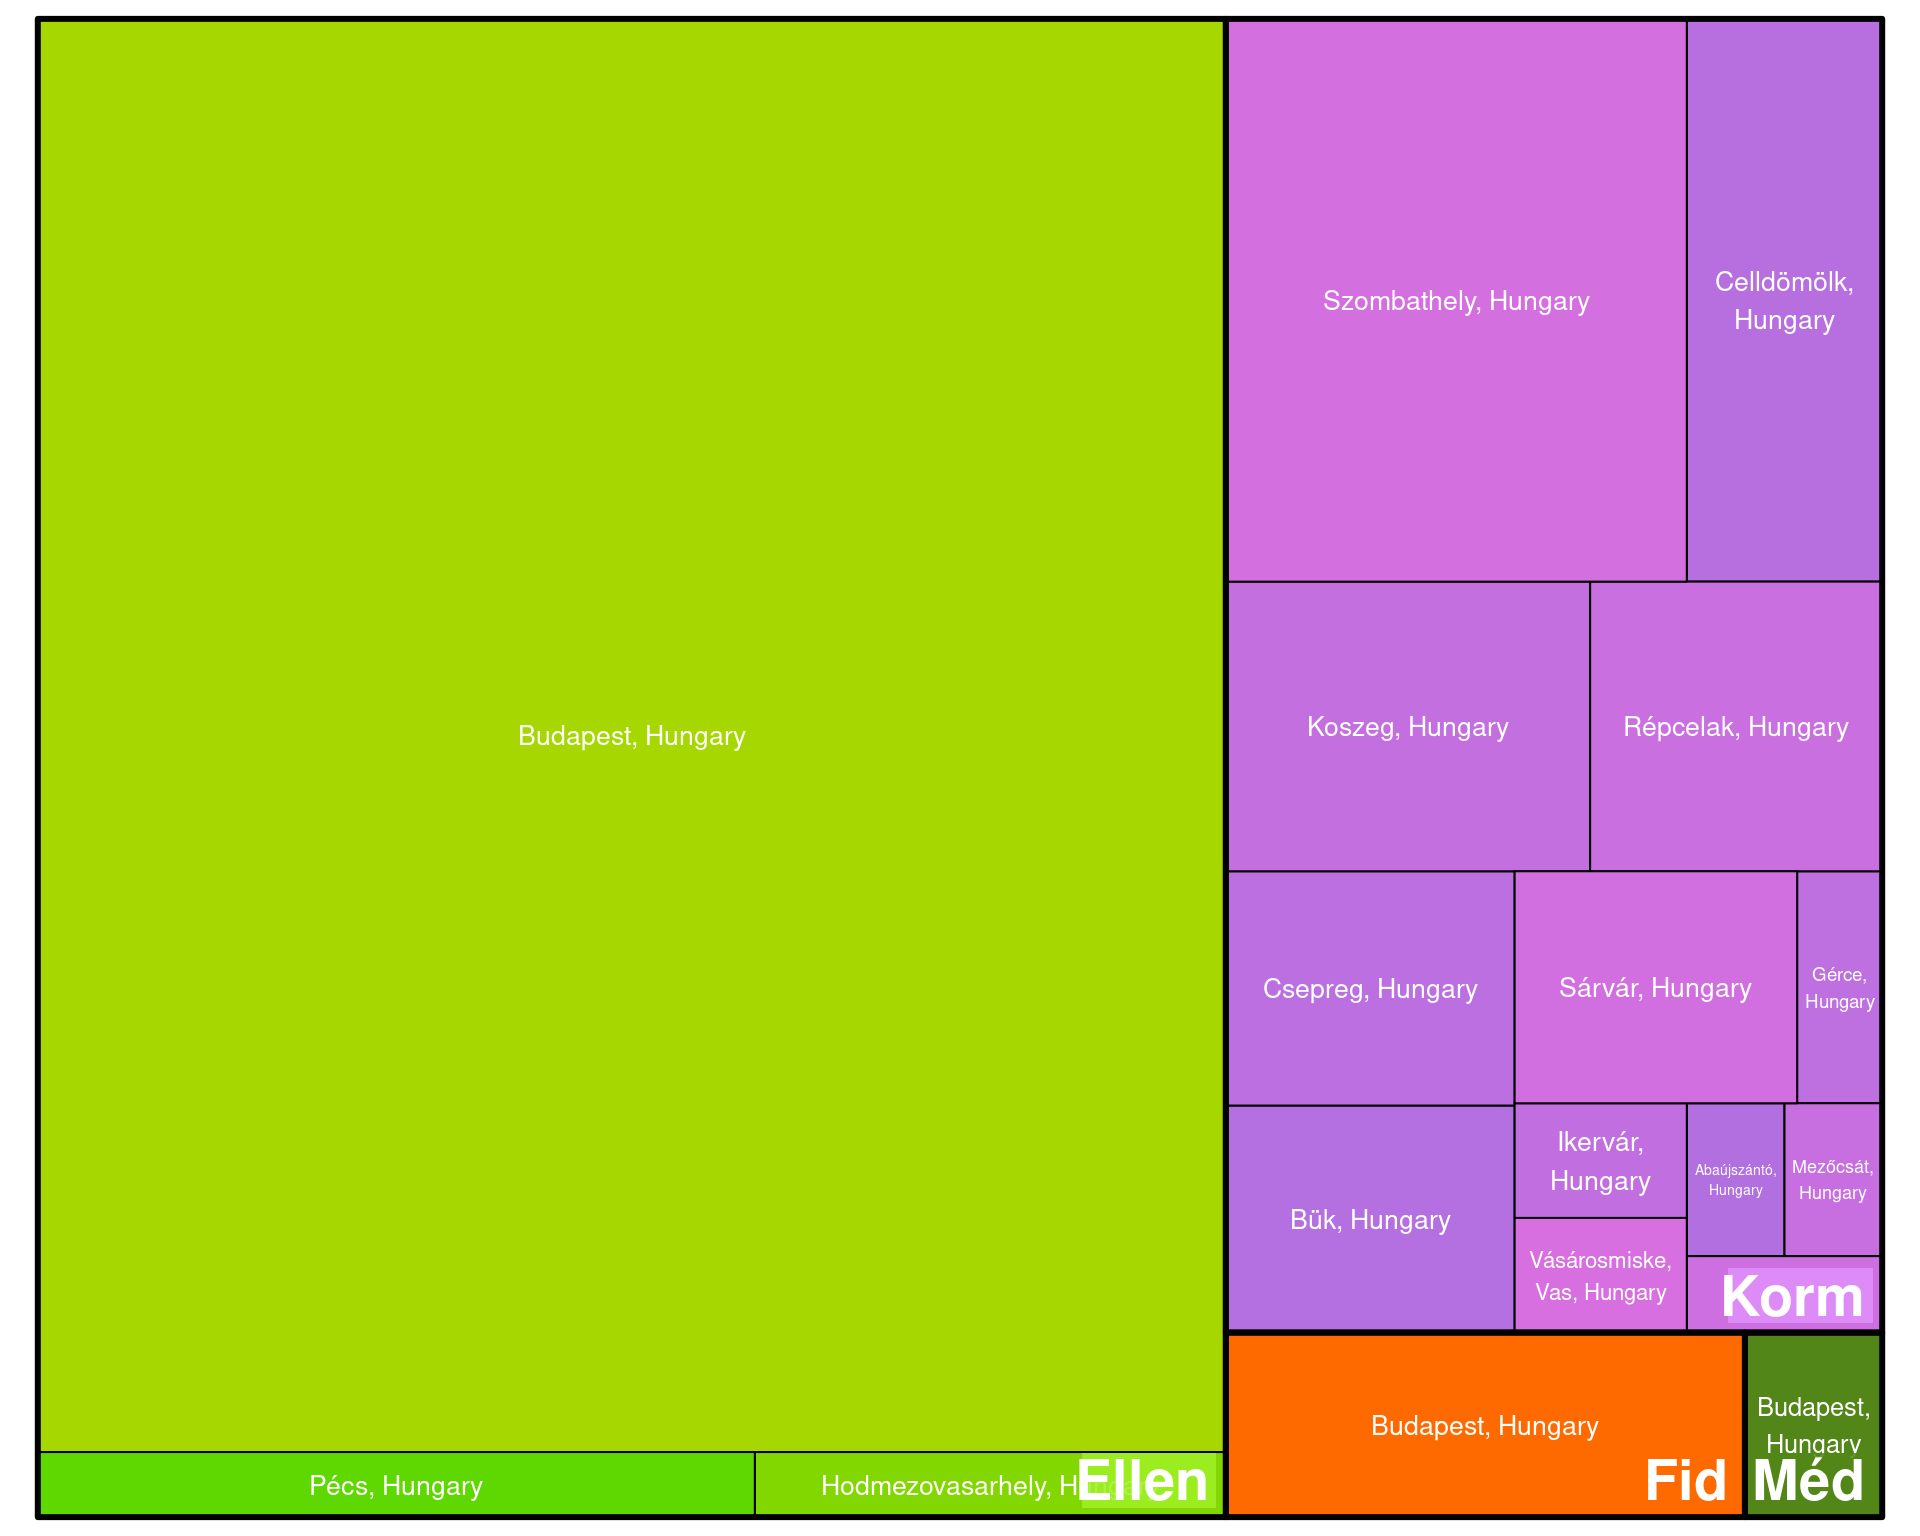 Budapest, Hungary
Pécs, Hungary
Hodmezovasarhely, Hungary
Ellen
Szombathely, Hungary
Celldömölk,
Hungary
Koszeg, Hungary
Répcelak, Hungary
Csepreg, Hungary
Sárvár, Hungary
Gérce,
Hungary
Bük, Hungary
Ikervár,
Hungary
Abaújszántó,
Hungary
Mezőcsát,
Hungary
Vásárosmiske,
Vas, Hungary
Korm
Budapest, Hungary
Fid
Budapest,
Hungary
Méd